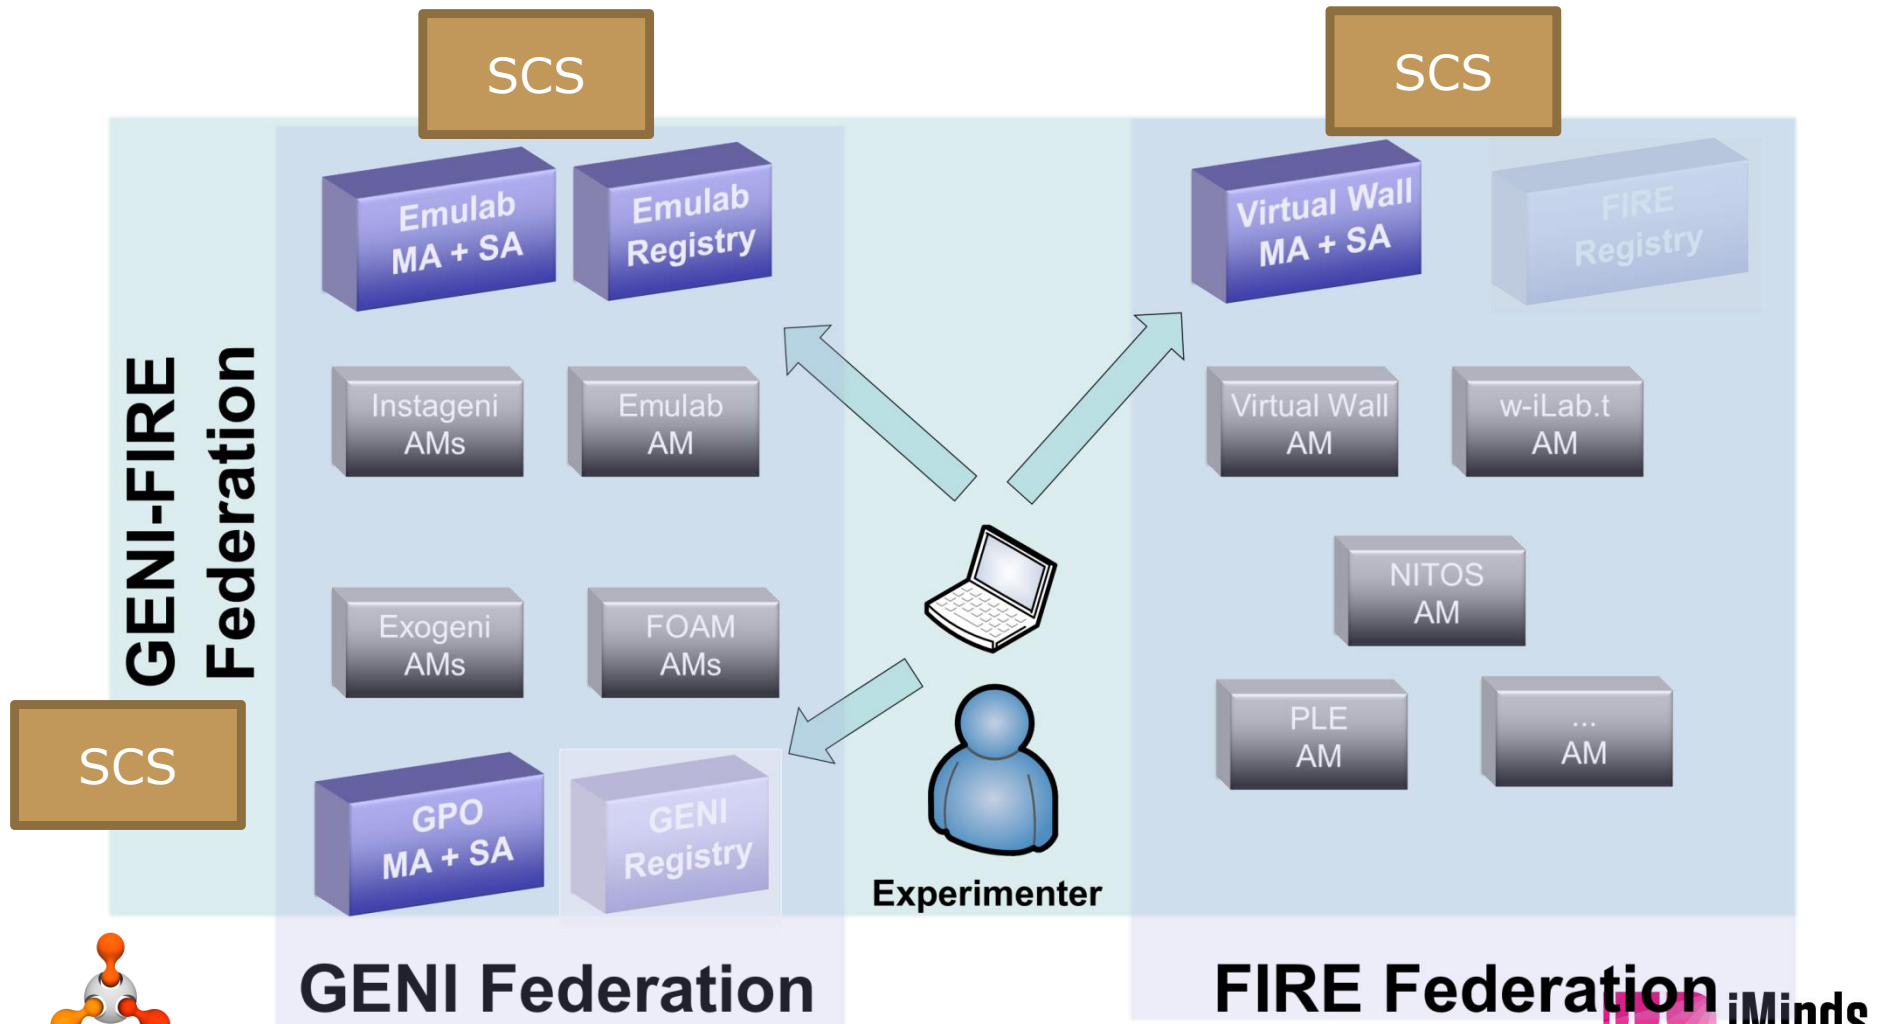 SCS
SCS
Emulab
MA + SA
Emulab
Registry
Virtual Wall
MA + SA
FIRE
Registry
GENI-FIRE
Federation
Instageni
AMs
Emulab
AM
Virtual Wall
AM
w-iLab.t
AM
NITOS
AM
Exogeni
AMs
FOAM
AMs
SCS
PLE
AM
...
AM
GPO
MA + SA
GENI
Registry
Experimenter
GENI Federation
FIRE Federation
iMinds